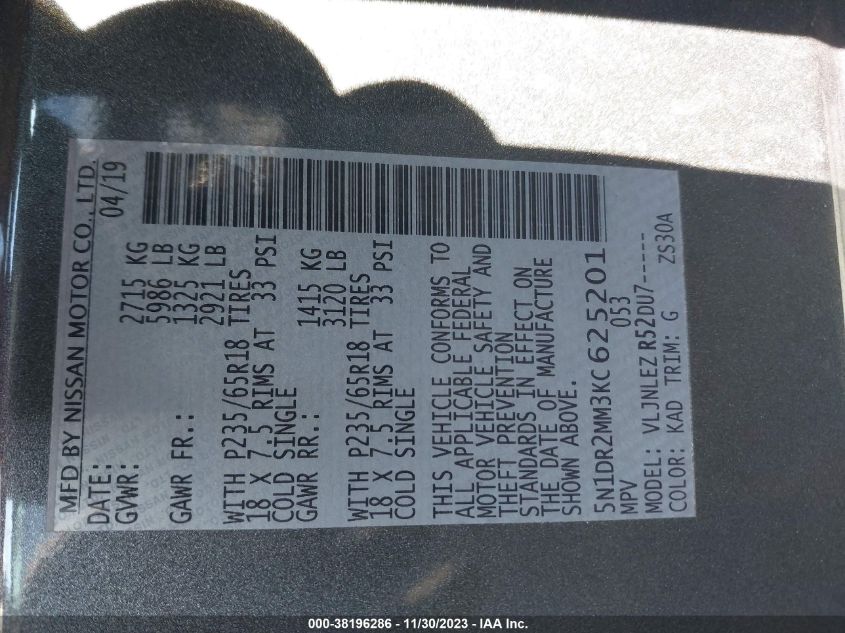 MFD BY NISSAN MOTOR CO., LTD.
DATE: 04/19
GVWR: 2715 KG
5986 LB
GAWR FR.: 1325 KG
2921 LB
WITH P235/65R18 TIRES
18 X 7.5 RIMS AT 33 PSI
COLD SINGLE
GAWR RR.: 1415 KG
3120 LB
WITH P235/65R18 TIRES
18 X 7.5 RIMS AT 33 PSI
COLD SINGLE
THIS VEHICLE CONFORMS TO
ALL APPLICABLE FEDERAL
MOTOR VEHICLE SAFETY AND
THEFT PREVENTION
STANDARDS IN EFFECT ON
THE DATE OF MANUFACTURE
SHOWN ABOVE.
5N1DR2MM3KC625201
MPV 053
MODEL: VLJNLEZ R52DU7-----
COLOR: KAD TRIM: G ZS30A
000-38196286 - 11/30/2023 - IAA Inc.